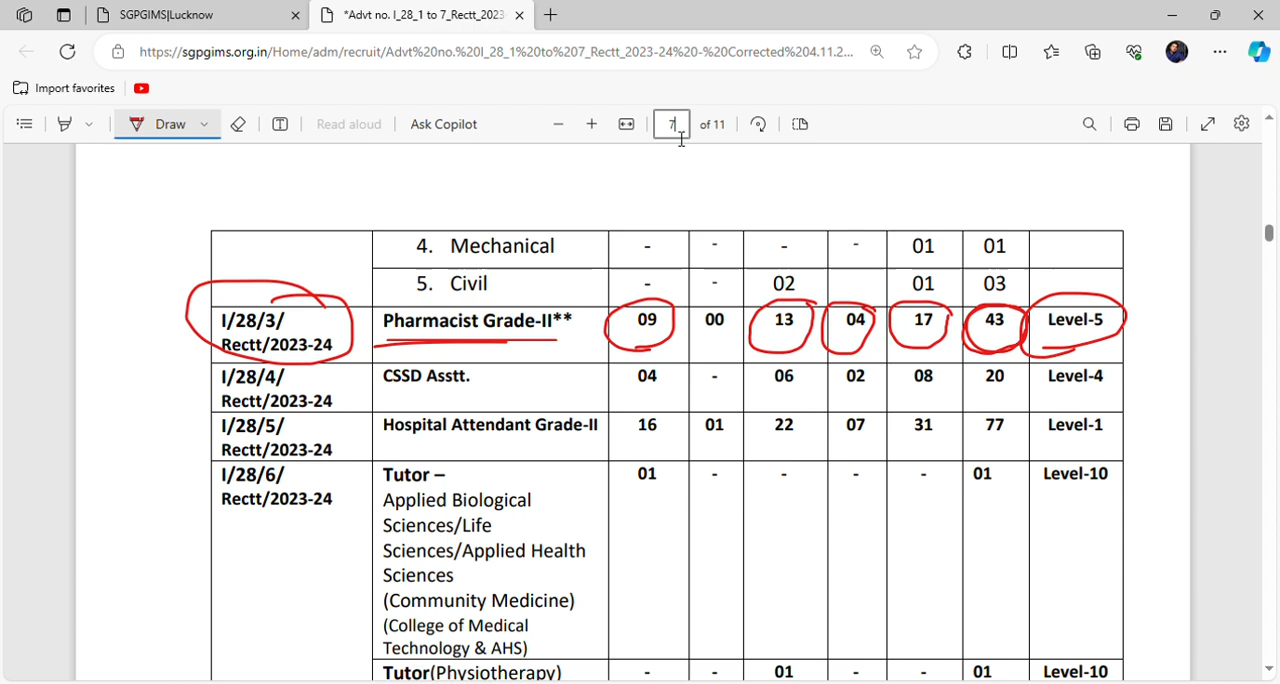 SGPGIMS|Lucknow
*Advt no. I_28_1 to 7_Rectt_2023
https://sgpgims.org.in/Home/adm/recruit/Advt%20no.%20I_28_1%20to%207_Rectt_2023-24%20-%20Corrected%204.11.2...
Import favorites
Draw
Read aloud
Ask Copilot
7 of 11
4. Mechanical - - - - 01 01
5. Civil - - 02 01 03
I/28/3/ Pharmacist Grade-II** 09 00 13 04 17 43 Level-5
Rectt/2023-24
I/28/4/ CSSD Asstt. 04 - 06 02 08 20 Level-4
Rectt/2023-24
I/28/5/ Hospital Attendant Grade-II 16 01 22 07 31 77 Level-1
Rectt/2023-24
I/28/6/ Tutor – 01 - - - - 01 Level-10
Rectt/2023-24 Applied Biological
Sciences/Life
Sciences/Applied Health
Sciences
(Community Medicine)
(College of Medical
Technology & AHS)
Tutor(Physiotherapy) - - 01 - - 01 Level-10